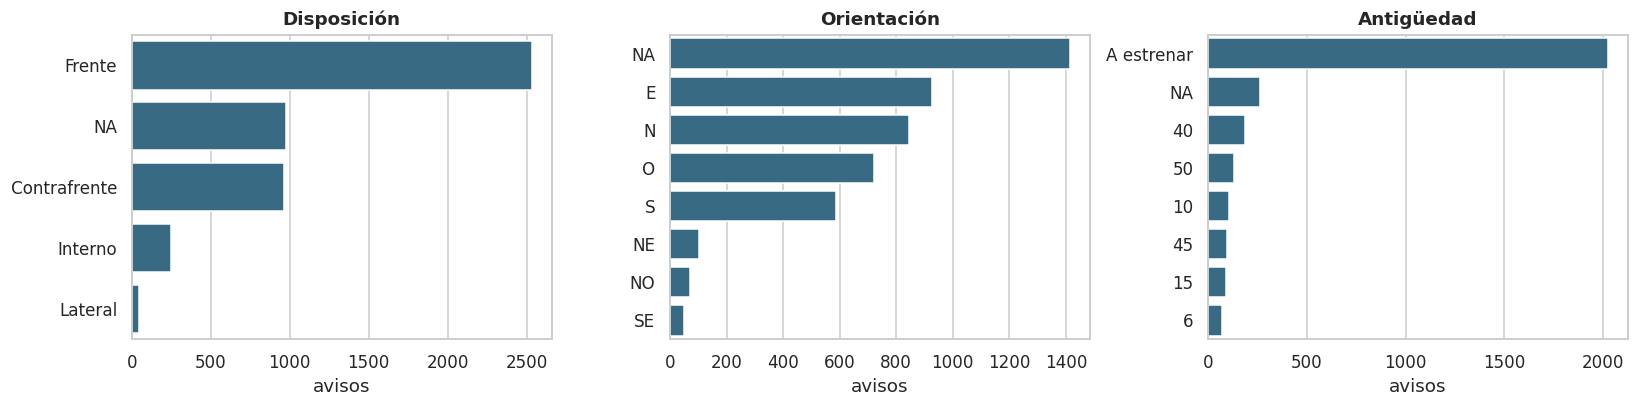 Disposición
Frente
NA
Contrafrente
Interno
Lateral
0 500 1000 1500 2000 2500
avisos
Orientación
NA
E
N
O
S
NE
NO
SE
0 200 400 600 800 1000 1200 1400
avisos
Antigüedad
A estrenar
NA
40
50
10
45
15
6
0 500 1000 1500 2000
avisos